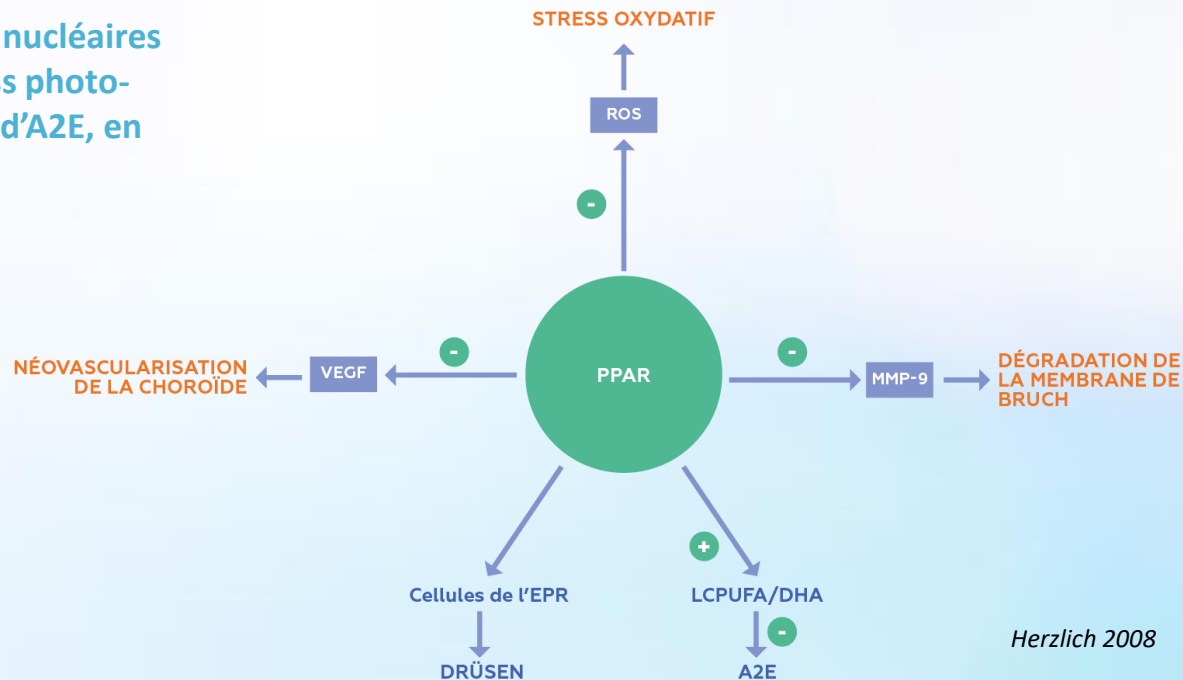 nucléaires
s photo-
d'A2E, en
STRESS OXYDATIF
ROS
-
NÉOVASCULARISATION
DE LA CHOROÏDE
VEGF
-
PPAR
-
MMP-9
DÉGRADATION DE
LA MEMBRANE DE
BRUCH
+
Cellules de l'EPR
LCPUFA/DHA
-
DRÜSEN
A2E
Herzlich 2008